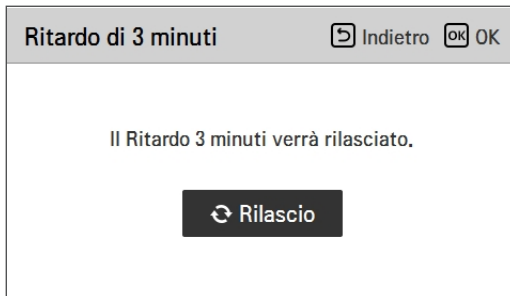 Ritardo di 3 minuti Indietro OK OK
Il Ritardo 3 minuti verrà rilasciato.
Rilascio